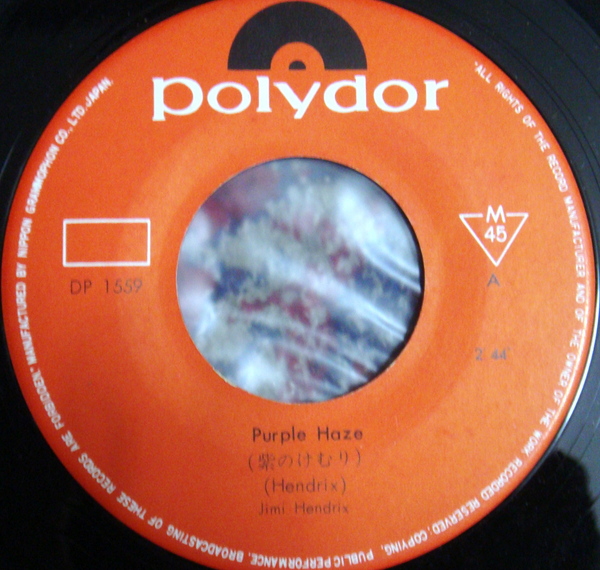 polydor
"ALL RIGHTS OF THE RECORD MANUFACTURER AND OF THE OWNER OF THE WORK RECORDED RESERVED. COPYING, PUBLIC PERFORMANCE, BROADCASTING OF THESE RECORDS ARE FORBIDDEN." MANUFACTURED BY NIPPON GRAMMOPHON CO., LTD. JAPAN.
M
45
DP 1559
A
2'44"
Purple Haze
(紫のけむり)
(Hendrix)
Jimi Hendrix